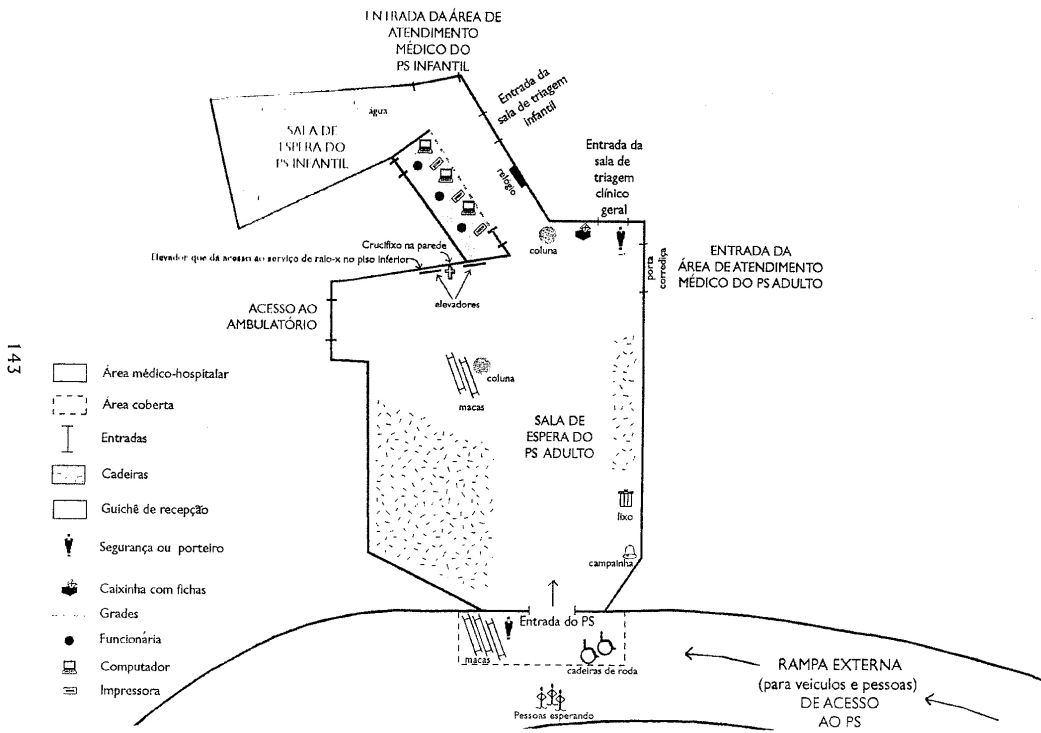 ENTRADA DA ÁREA DE
ATENDIMENTO
MÉDICO DO
PS INFANTIL
Entrada da
sala de triagem
infantil
água
SALA DE
ESPERA DO
PS INFANTIL
relógio
Entrada da
sala de
triagem
clínico
geral
coluna
Crucifixo na parede
Elevador que dá acesso ao serviço de raio-x no piso inferior
elevadores
porta
corrediça
ENTRADA DA
ÁREA DE ATENDIMENTO
MÉDICO DO PS ADULTO
ACESSO AO
AMBULATÓRIO
143
coluna
macas
SALA DE
ESPERA DO
PS ADULTO
lixo
campainha
Área médico-hospitalar
Área coberta
Entradas
Cadeiras
Guichê de recepção
Segurança ou porteiro
Caixinha com fichas
Grades
Funcionária
Computador
Impressora
Entrada do PS
macas
cadeiras de roda
Pessoas esperando
RAMPA EXTERNA
(para veículos e pessoas)
DE ACESSO
AO PS